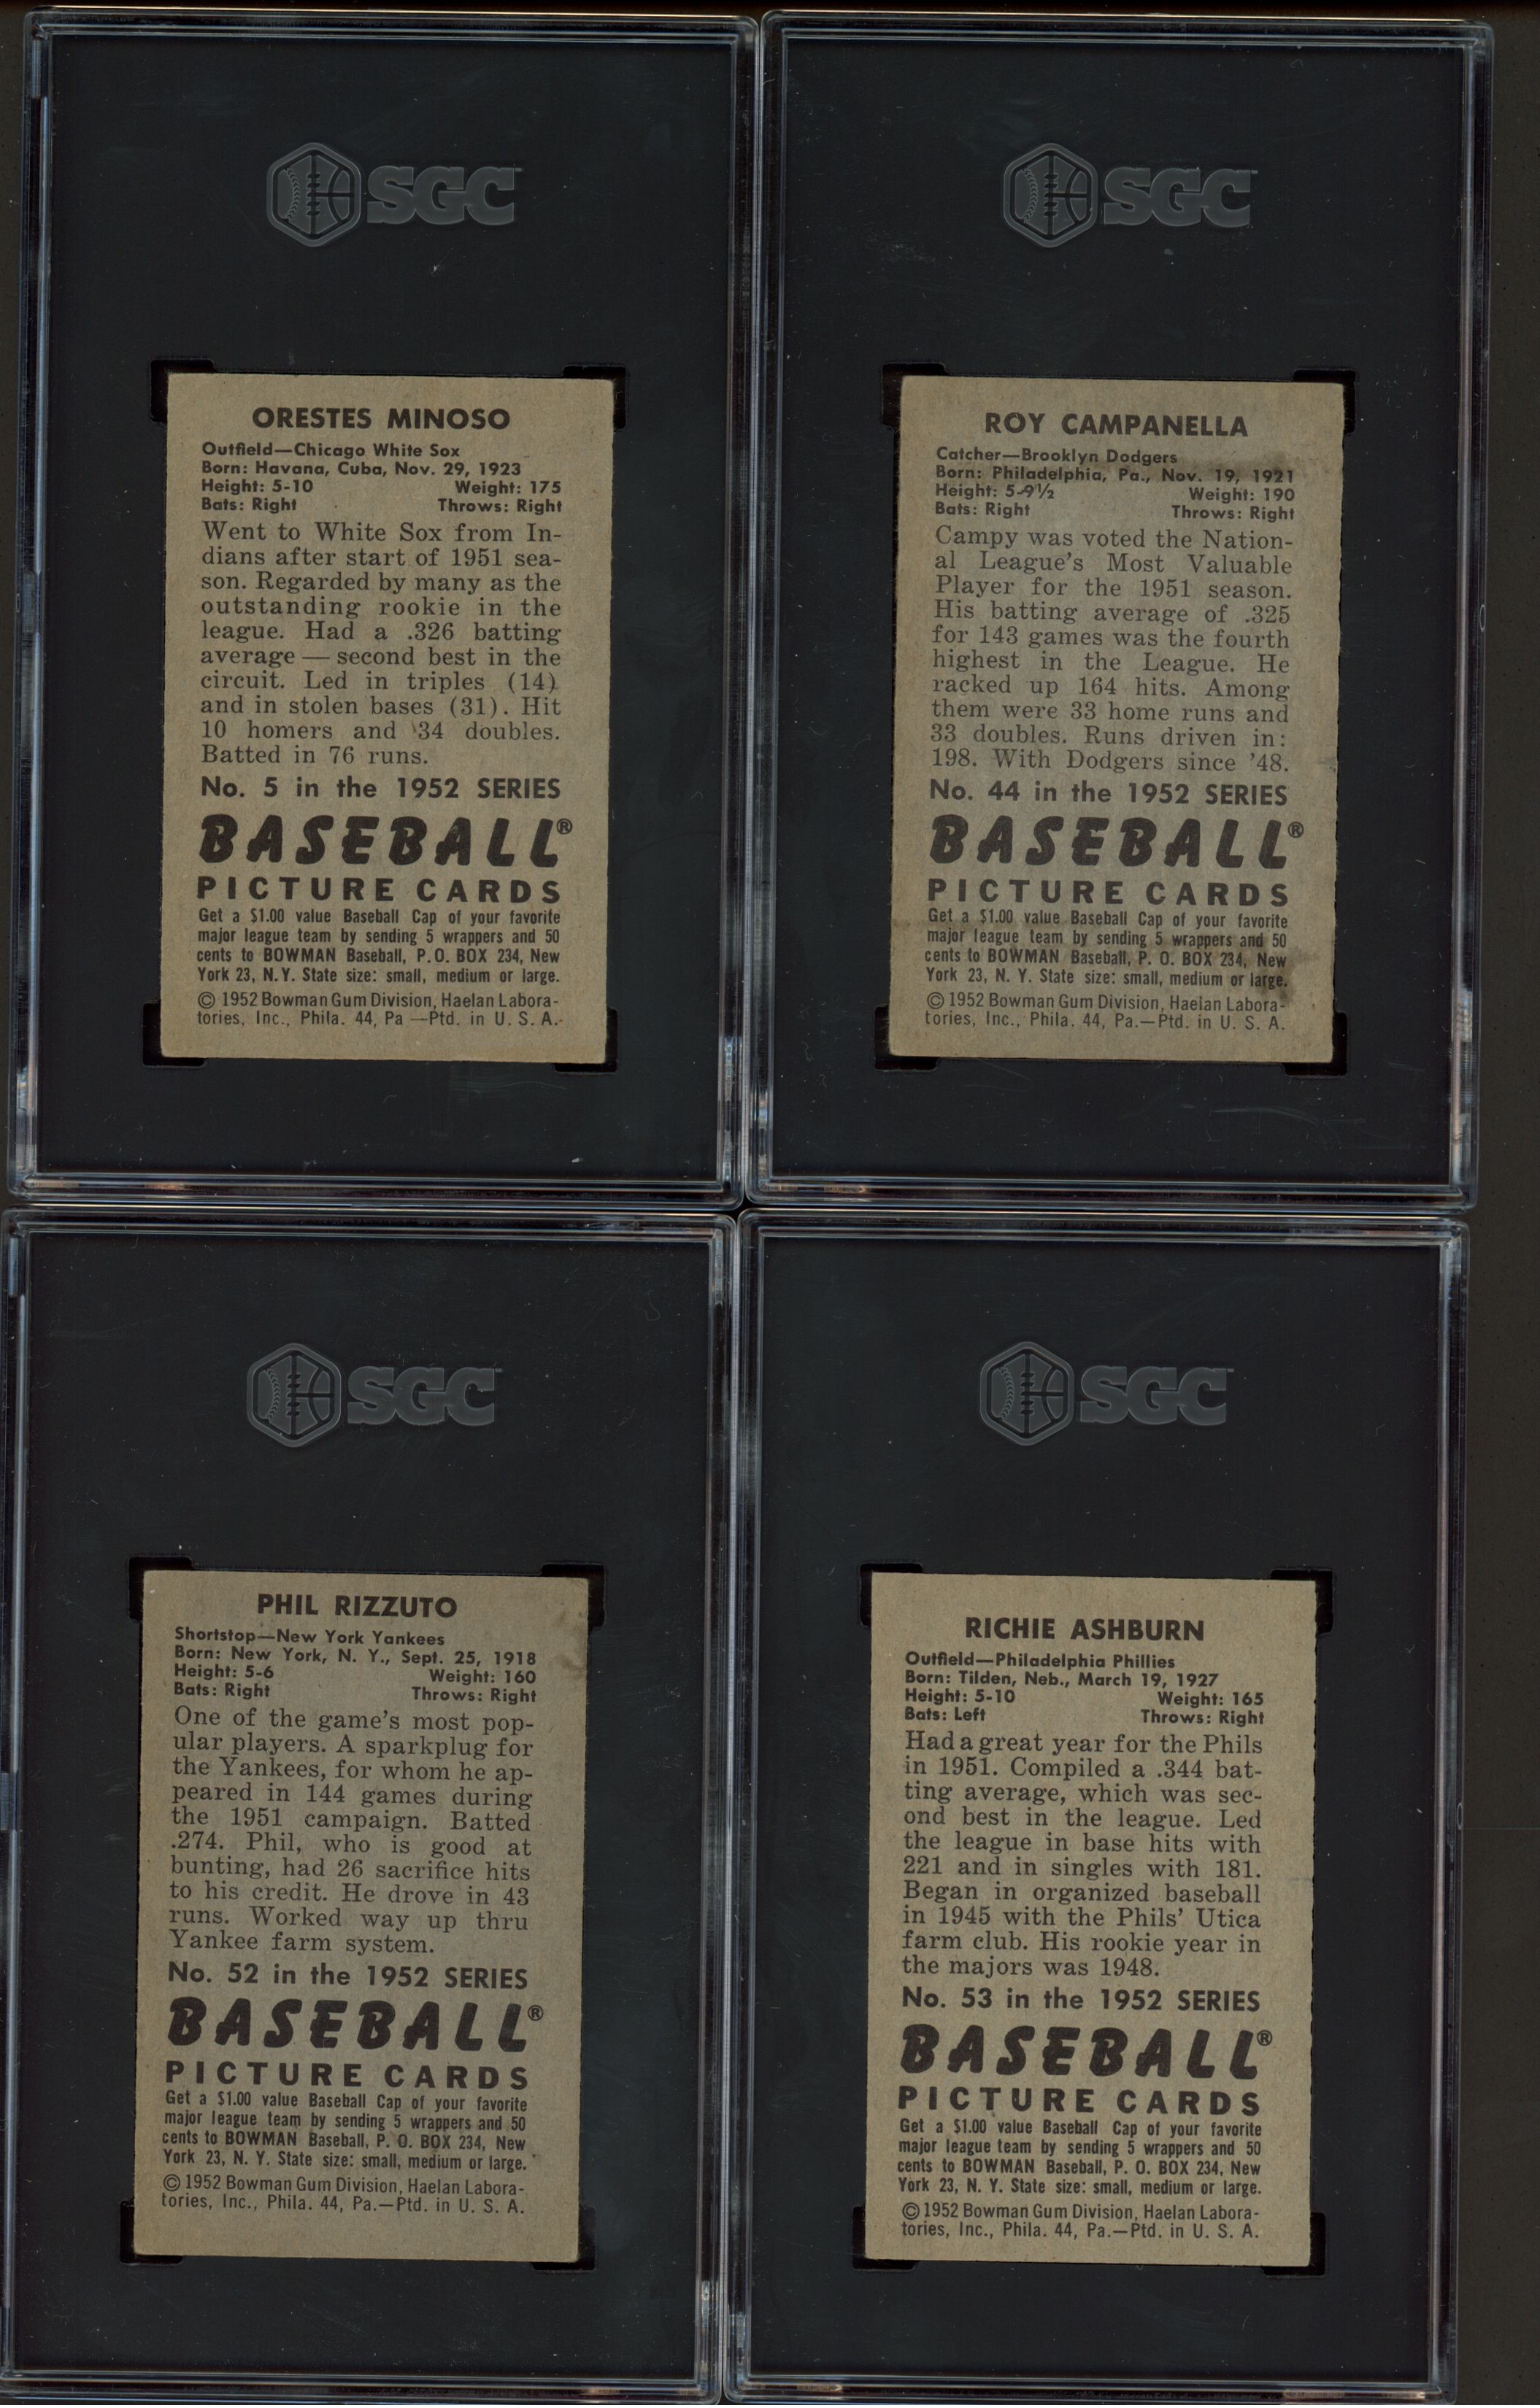 SGC
ORESTES MINOSO
Outfield—Chicago White Sox
Born: Havana, Cuba, Nov. 29, 1923
Height: 5-10 Weight: 175
Bats: Right Throws: Right
Went to White Sox from In-
dians after start of 1951 sea-
son. Regarded by many as the
outstanding rookie in the
league. Had a .326 batting
average — second best in the
circuit. Led in triples (14)
and in stolen bases (31). Hit
10 homers and 34 doubles.
Batted in 76 runs.
No. 5 in the 1952 SERIES
BASEBALL®
PICTURE CARDS
Get a $1.00 value Baseball Cap of your favorite
major league team by sending 5 wrappers and 50
cents to BOWMAN Baseball, P.O. BOX 234, New
York 23, N.Y. State size: small, medium or large.
© 1952 Bowman Gum Division, Haelan Labora-
tories, Inc., Phila. 44, Pa —Ptd. in U. S. A.
SGC
ROY CAMPANELLA
Catcher—Brooklyn Dodgers
Born: Philadelphia, Pa., Nov. 19, 1921
Height: 5-9½ Weight: 190
Bats: Right Throws: Right
Campy was voted the Nation-
al League's Most Valuable
Player for the 1951 season.
His batting average of .325
for 143 games was the fourth
highest in the League. He
racked up 164 hits. Among
them were 33 home runs and
33 doubles. Runs driven in:
198. With Dodgers since '48.
No. 44 in the 1952 SERIES
BASEBALL®
PICTURE CARDS
Get a $1.00 value Baseball Cap of your favorite
major league team by sending 5 wrappers and 50
cents to BOWMAN Baseball, P. O. BOX 234, New
York 23, N. Y. State size: small, medium or large.
© 1952 Bowman Gum Division, Haelan Labora-
tories, Inc., Phila. 44, Pa.—Ptd. in U. S. A.
SGC
PHIL RIZZUTO
Shortstop—New York Yankees
Born: New York, N. Y., Sept. 25, 1918
Height: 5-6 Weight: 160
Bats: Right Throws: Right
One of the game's most pop-
ular players. A sparkplug for
the Yankees, for whom he ap-
peared in 144 games during
the 1951 campaign. Batted
.274. Phil, who is good at
bunting, had 26 sacrifice hits
to his credit. He drove in 43
runs. Worked way up thru
Yankee farm system.
No. 52 in the 1952 SERIES
BASEBALL®
PICTURE CARDS
Get a $1.00 value Baseball Cap of your favorite
major league team by sending 5 wrappers and 50
cents to BOWMAN Baseball, P. O. BOX 234, New
York 23, N. Y. State size: small, medium or large.
© 1952 Bowman Gum Division, Haelan Labora-
tories, Inc., Phila. 44, Pa.—Ptd. in U. S. A.
SGC
RICHIE ASHBURN
Outfield—Philadelphia Phillies
Born: Tilden, Neb., March 19, 1927
Height: 5-10 Weight: 165
Bats: Left Throws: Right
Had a great year for the Phils
in 1951. Compiled a .344 bat-
ting average, which was sec-
ond best in the league. Led
the league in base hits with
221 and in singles with 181.
Began in organized baseball
in 1945 with the Phils' Utica
farm club. His rookie year in
the majors was 1948.
No. 53 in the 1952 SERIES
BASEBALL®
PICTURE CARDS
Get a $1.00 value Baseball Cap of your favorite
major league team by sending 5 wrappers and 50
cents to BOWMAN Baseball, P. O. BOX 234, New
York 23, N. Y. State size: small, medium or large.
© 1952 Bowman Gum Division, Haelan Labora-
tories, Inc., Phila. 44, Pa.—Ptd. in U. S. A.